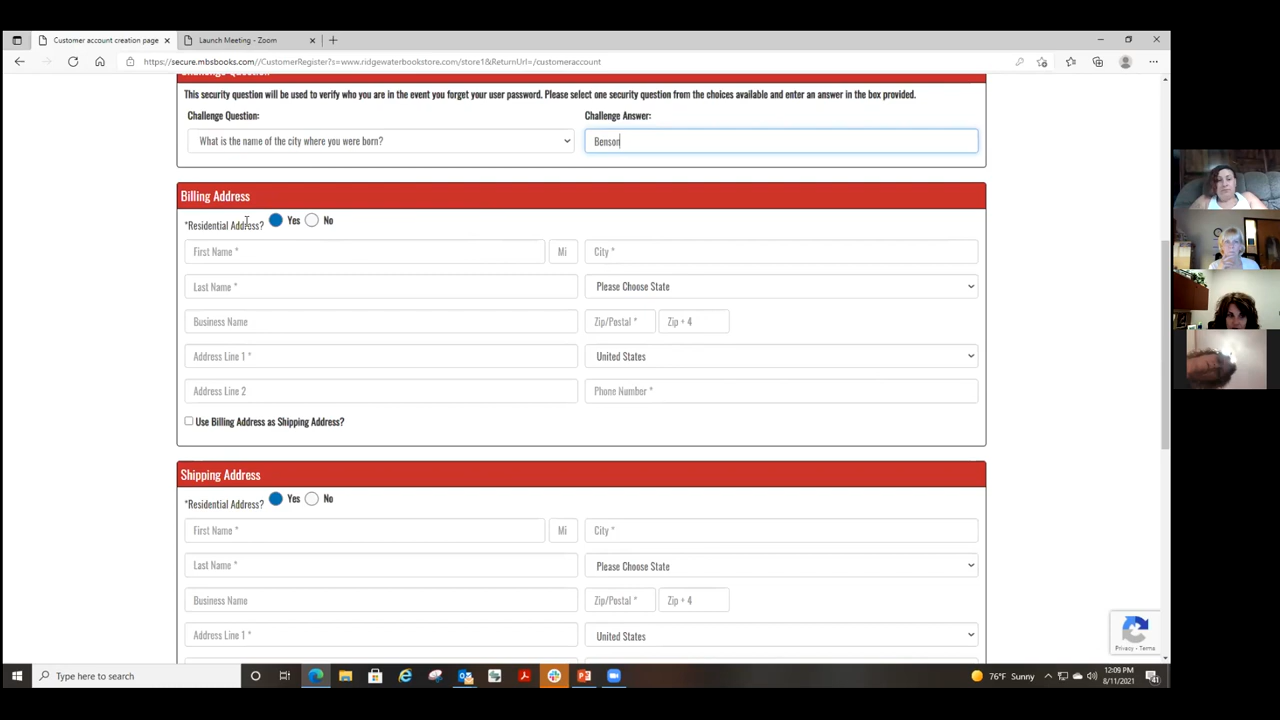 Customer account creation page
Launch Meeting - Zoom
https://secure.mbsbooks.com//CustomerRegister?s=www.ridgewaterbookstore.com/store1&ReturnUrl=/customeraccount
Challenge Question
This security question will be used to verify who you are in the event you forget your user password. Please select one security question from the choices available and enter an answer in the box provided.
Challenge Question: Challenge Answer:
What is the name of the city where you were born? Benson
Billing Address
*Residential Address? Yes No
First Name * Mi City *
Last Name * Please Choose State
Business Name Zip/Postal * Zip + 4
Address Line 1 * United States
Address Line 2 Phone Number *
Use Billing Address as Shipping Address?
Shipping Address
*Residential Address? Yes No
First Name * Mi City *
Last Name * Please Choose State
Business Name Zip/Postal * Zip + 4
Address Line 1 * United States
Privacy - Terms
Type here to search 76°F Sunny 12:09 PM
8/11/2021 41